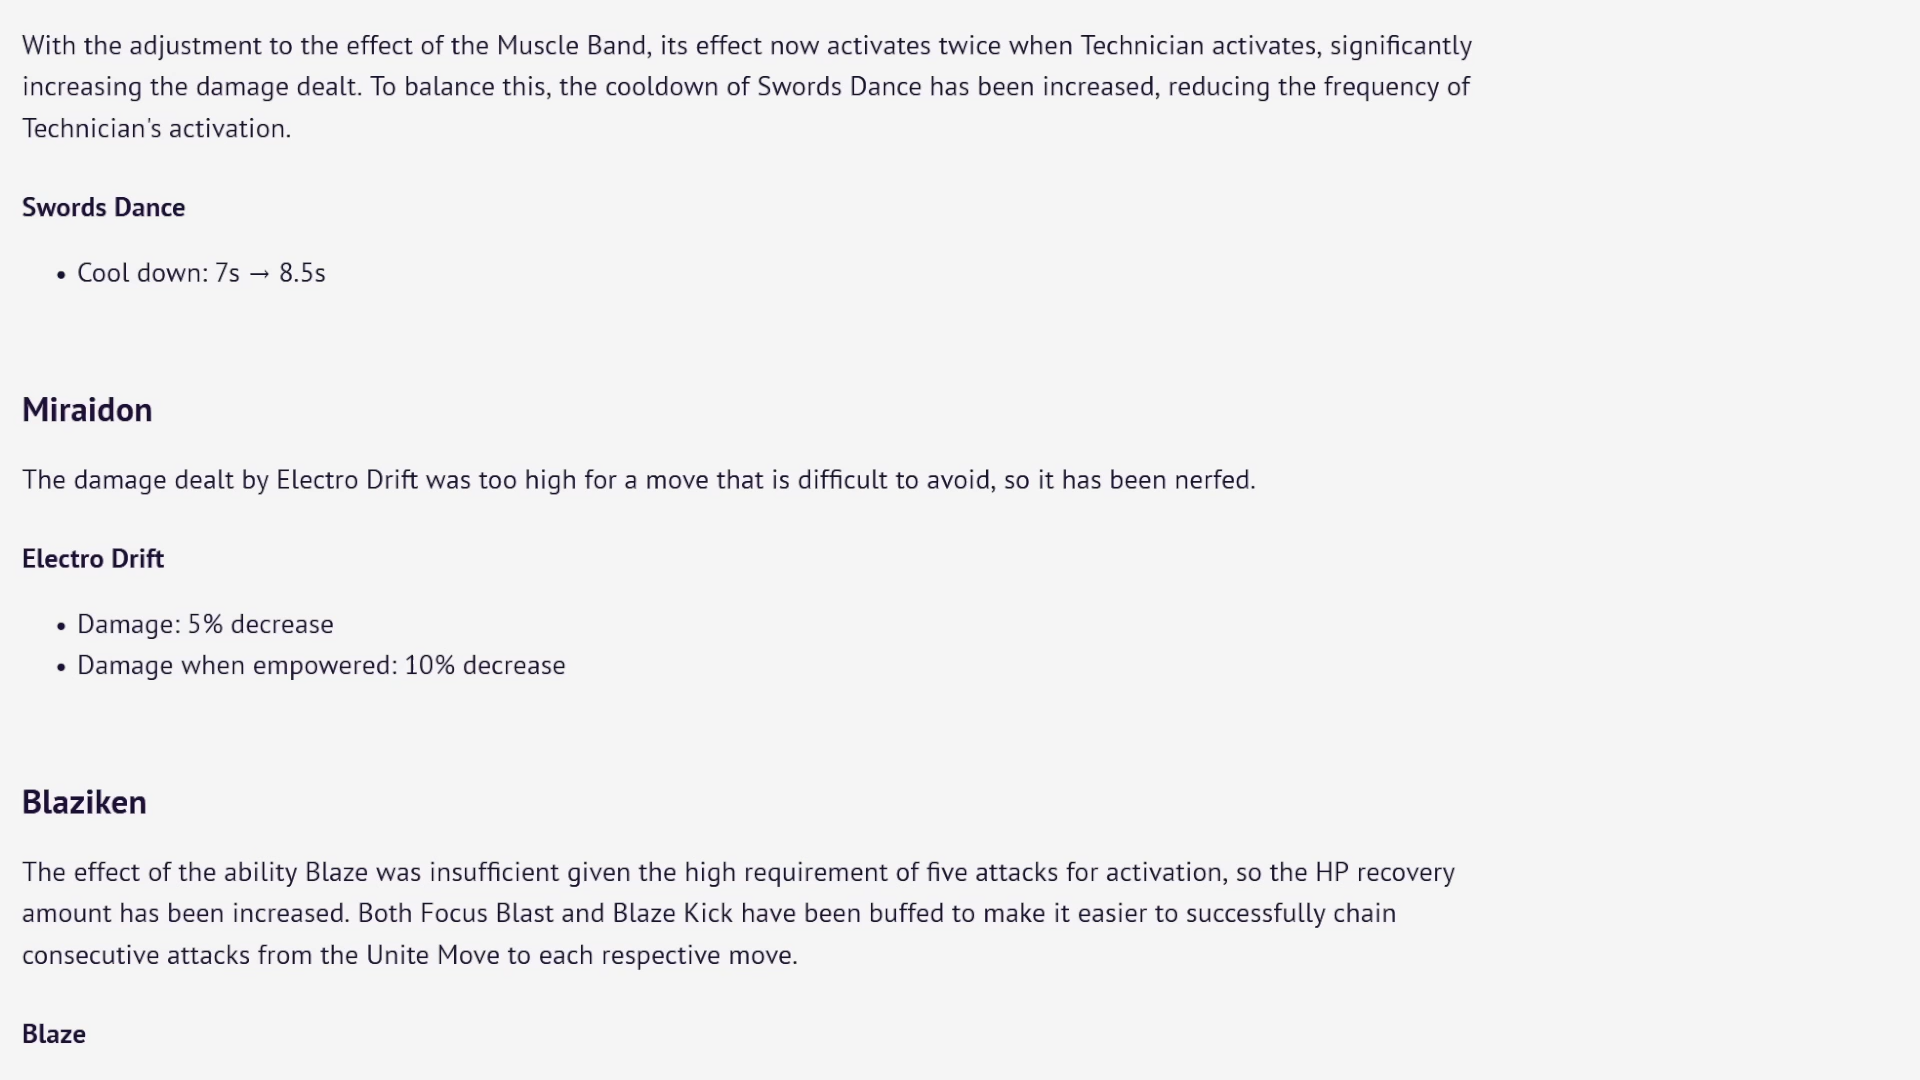 With the adjustment to the effect of the Muscle Band, its effect now activates twice when Technician activates, significantly
increasing the damage dealt. To balance this, the cooldown of Swords Dance has been increased, reducing the frequency of
Technician's activation.
Swords Dance
• Cool down: 7s → 8.5s
Miraidon
The damage dealt by Electro Drift was too high for a move that is difficult to avoid, so it has been nerfed.
Electro Drift
• Damage: 5% decrease
• Damage when empowered: 10% decrease
Blaziken
The effect of the ability Blaze was insufficient given the high requirement of five attacks for activation, so the HP recovery
amount has been increased. Both Focus Blast and Blaze Kick have been buffed to make it easier to successfully chain
consecutive attacks from the Unite Move to each respective move.
Blaze